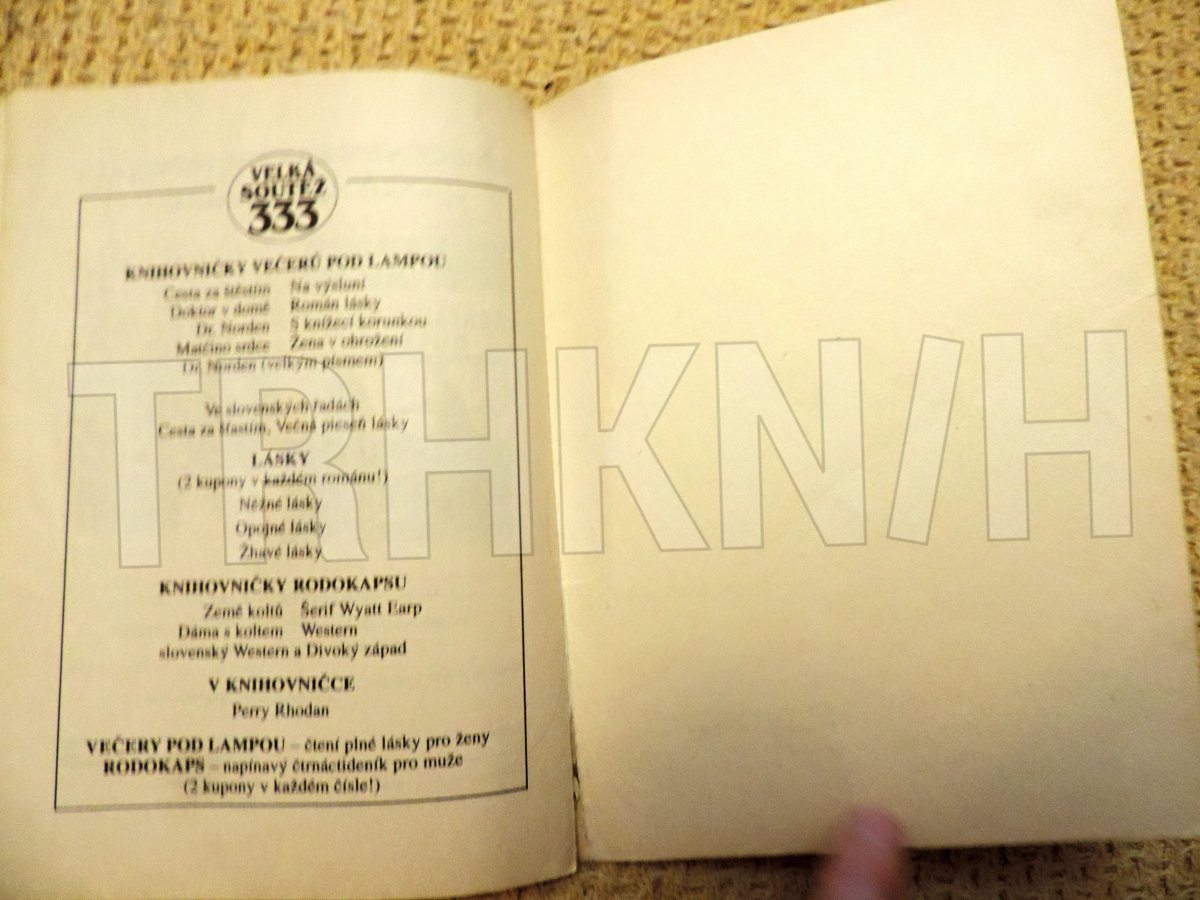 VELKÁ
SOUTĚŽ
333
KNIHOVNIČKY VEČERŮ POD LAMPOU
Cesta za štěstím Na výsluní
Doktor v domě Román lásky
Dr. Norden S knížecí korunkou
Matčino srdce Žena v ohrožení
Dr. Norden (velkým písmem)
Ve slovenských řadách
Cesta za šťastím, Večná pieseň lásky
LÁSKY
(2 kupony v každém románu!)
Něžné lásky
Opojné lásky
Žhavé lásky
KNIHOVNIČKY RODOKAPSU
Země koltů Šerif Wyatt Earp
Dáma s koltem Western
slovenský Western a Divoký západ
V KNIHOVNIČCE
Perry Rhodan
VEČERY POD LAMPOU – čtení plné lásky pro ženy
RODOKAPS – napínavý čtrnáctideník pro muže
(2 kupony v každém čísle!)
TRHKNIH